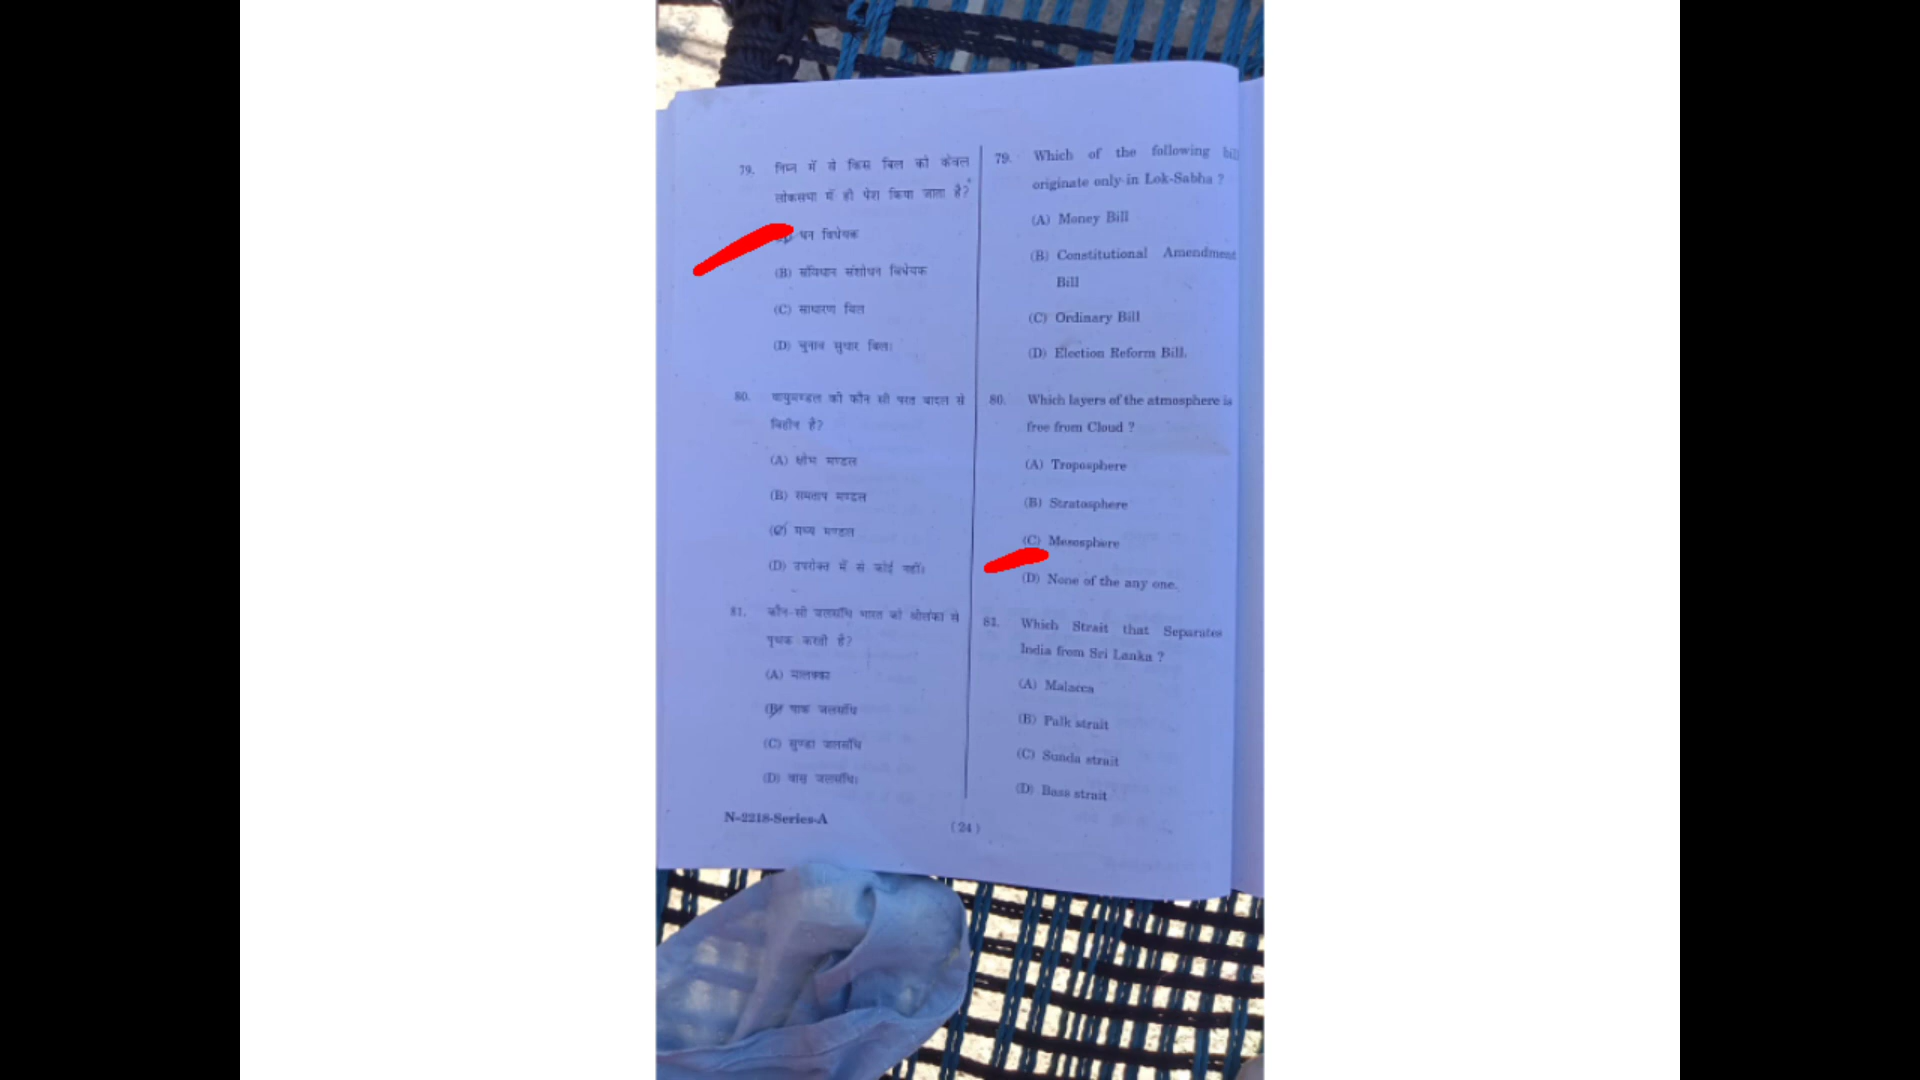 79. निम्न में से किस बिल को केवल
लोकसभा में ही पेश किया जाता है?
धन विधेयक
(B) संविधान संशोधन विधेयक
(C) साधारण बिल
(D) चुनाव सुधार बिल।
80. वायुमण्डल की कौन सी परत बादल से
विहीन है?
(A) क्षोभ मण्डल
(B) समताप मण्डल
(C) मध्य मण्डल
(D) उपरोक्त में से कोई नहीं।
81. कौन-सी जलसंधि भारत को श्रीलंका से
पृथक करती है?
(A) मालक्का
(B) पाक जलसंधि
(C) सुण्डा जलसंधि
(D) बास जलसंधि।
N-2218-Series-A
79. Which of the following bill
originate only in Lok-Sabha ?
(A) Money Bill
(B) Constitutional Amendment
Bill
(C) Ordinary Bill
(D) Election Reform Bill.
80. Which layers of the atmosphere is
free from Cloud ?
(A) Troposphere
(B) Stratosphere
(C) Mesosphere
(D) None of the any one.
81. Which Strait that Separates
India from Sri Lanka ?
(A) Malacca
(B) Palk strait
(C) Sunda strait
(D) Bass strait
( 24 )